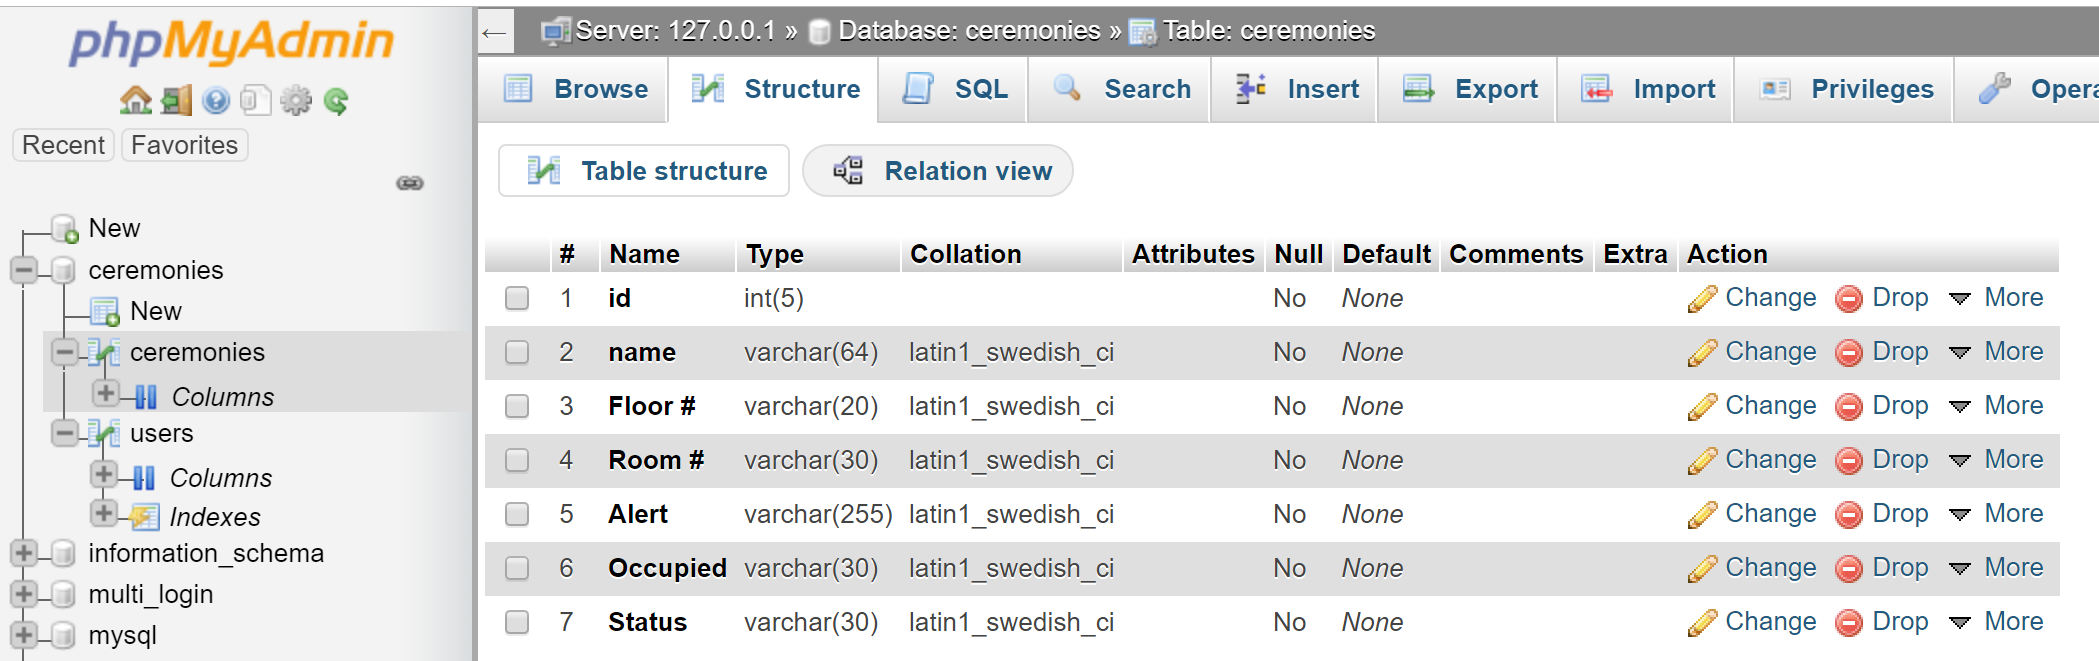 phpMyAdmin
Recent Favorites
New
ceremonies
New
ceremonies
Columns
users
Columns
Indexes
information_schema
multi_login
mysql
← Server: 127.0.0.1 » Database: ceremonies » Table: ceremonies
Browse Structure SQL Search Insert Export Import Privileges Opera
Table structure Relation view
# Name Type Collation Attributes Null Default Comments Extra Action
1 id int(5) No None Change Drop More
2 name varchar(64) latin1_swedish_ci No None Change Drop More
3 Floor # varchar(20) latin1_swedish_ci No None Change Drop More
4 Room # varchar(30) latin1_swedish_ci No None Change Drop More
5 Alert varchar(255) latin1_swedish_ci No None Change Drop More
6 Occupied varchar(30) latin1_swedish_ci No None Change Drop More
7 Status varchar(30) latin1_swedish_ci No None Change Drop More